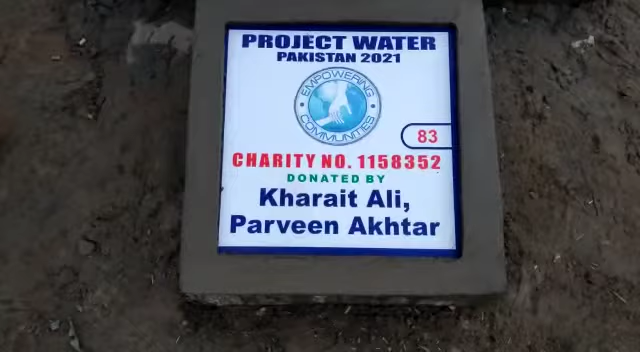 PROJECT WATER
PAKISTAN 2021
EMPOWERING
COMMUNITIES
83
CHARITY NO. 1158352
DONATED BY
Kharait Ali,
Parveen Akhtar